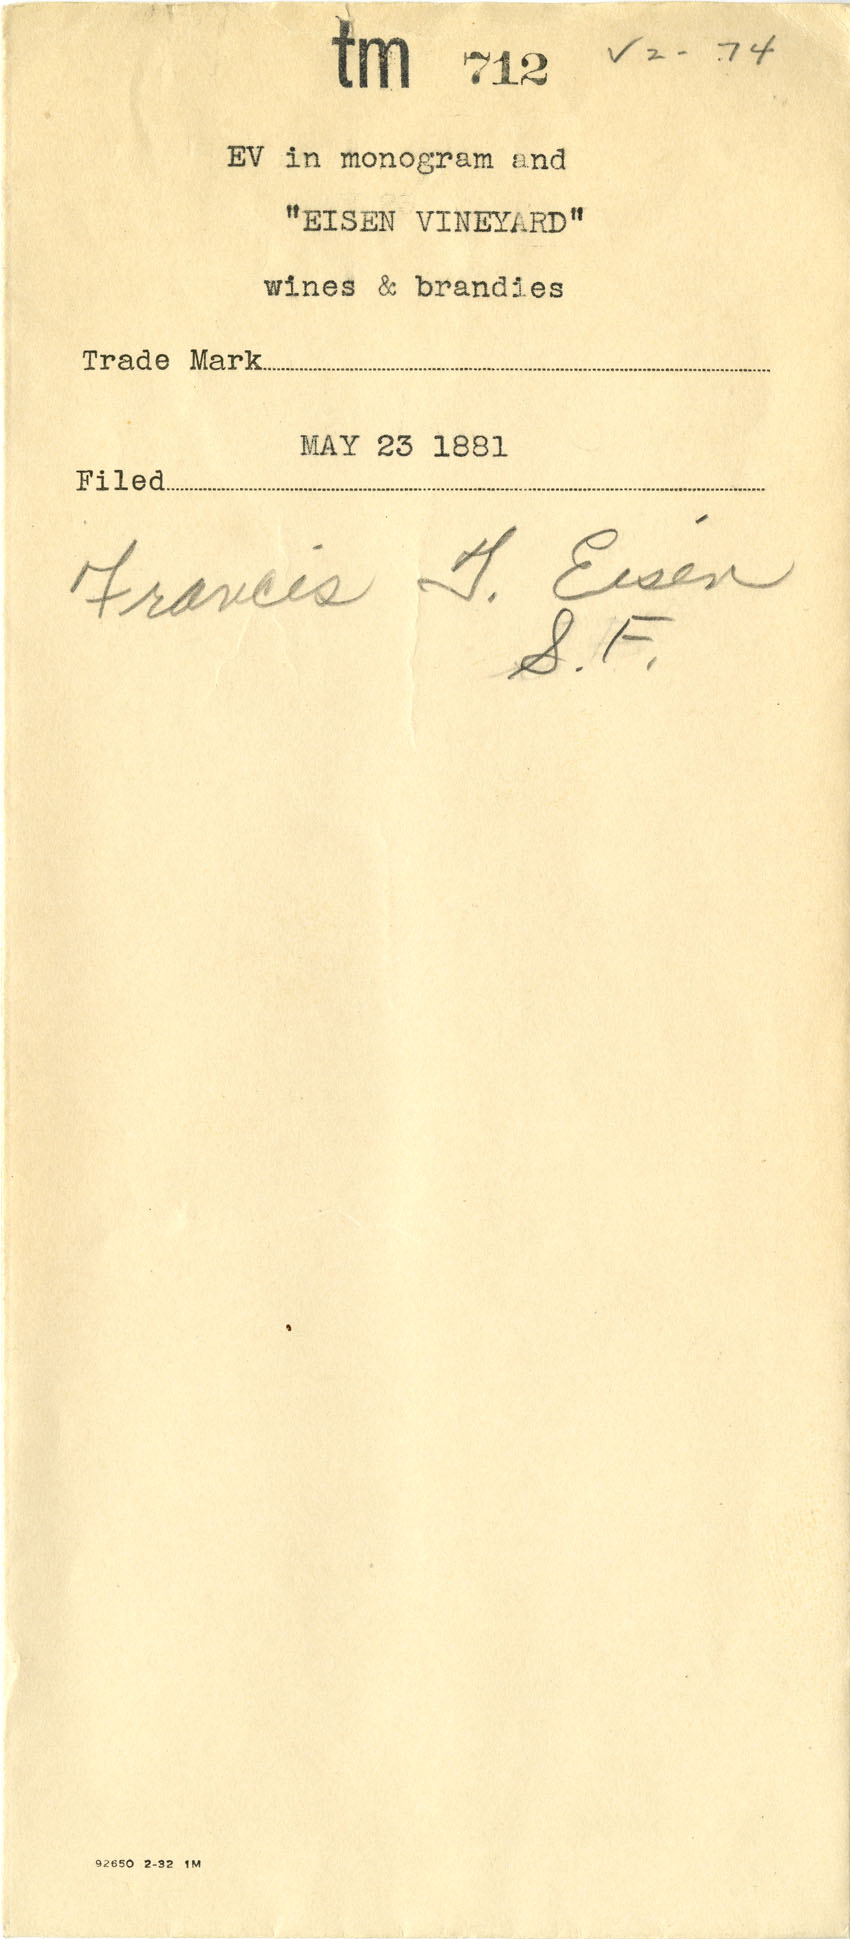 tm 712 √2- 74
EV in monogram and
"EISEN VINEYARD"
wines & brandies
Trade Mark
MAY 23 1881
Filed
Francis T. Eisen
S.F.
92650 2-32 1M